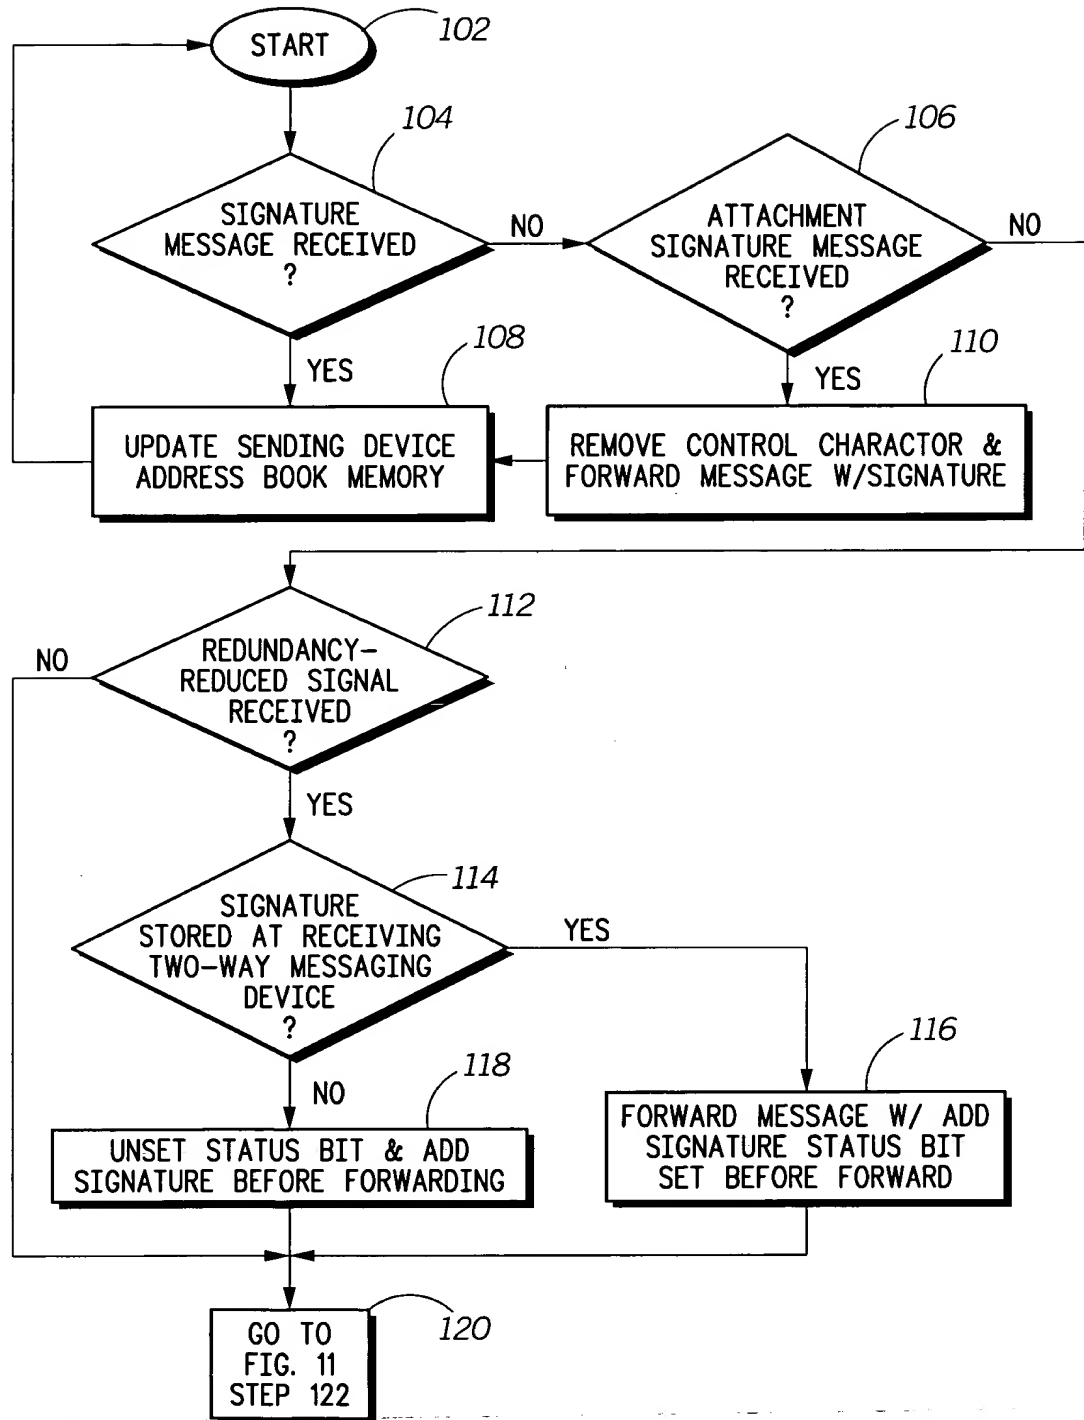 START
102
104
106
SIGNATURE
MESSAGE RECEIVED
?
NO
ATTACHMENT
SIGNATURE MESSAGE
RECEIVED
?
NO
YES
108
YES
110
UPDATE SENDING DEVICE
ADDRESS BOOK MEMORY
REMOVE CONTROL CHARACTOR &
FORWARD MESSAGE W/SIGNATURE
112
NO
REDUNDANCY-
REDUCED SIGNAL
RECEIVED
?
YES
114
SIGNATURE
STORED AT RECEIVING
TWO-WAY MESSAGING
DEVICE
?
YES
NO
118
116
UNSET STATUS BIT & ADD
SIGNATURE BEFORE FORWARDING
FORWARD MESSAGE W/ ADD
SIGNATURE STATUS BIT
SET BEFORE FORWARD
GO TO
FIG. 11
STEP 122
120